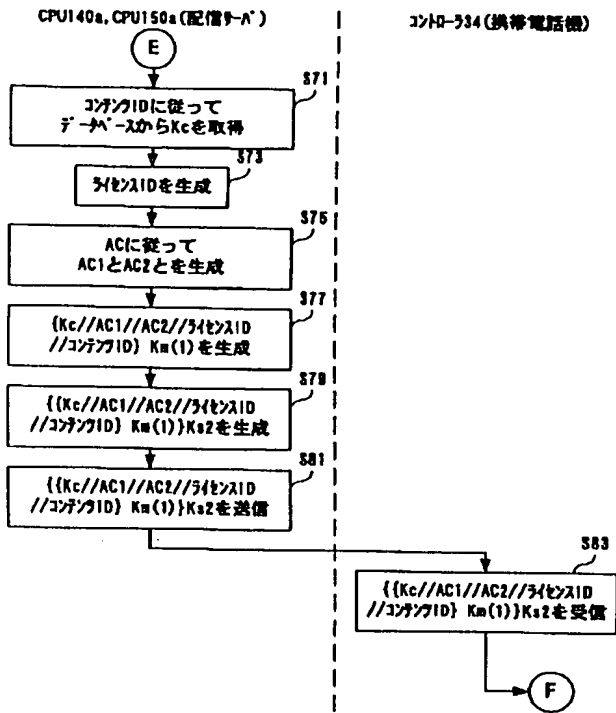 CPU140a, CPU150a(配信サーバ)
コントローラ34(携帯電話機)
E
S71
コンテンツIDに従って
データベースからKcを取得
S73
ライセンスIDを生成
S75
ACに従って
AC1とAC2とを生成
S77
{Kc//AC1//AC2//ライセンスID
//コンテンツID} Km(1)を生成
S79
{{Kc//AC1//AC2//ライセンスID
//コンテンツID} Km(1)}Ks2を生成
S81
{{Kc//AC1//AC2//ライセンスID
//コンテンツID} Km(1)}Ks2を送信
S83
{{Kc//AC1//AC2//ライセンスID
//コンテンツID} Km(1)}Ks2を受信
F